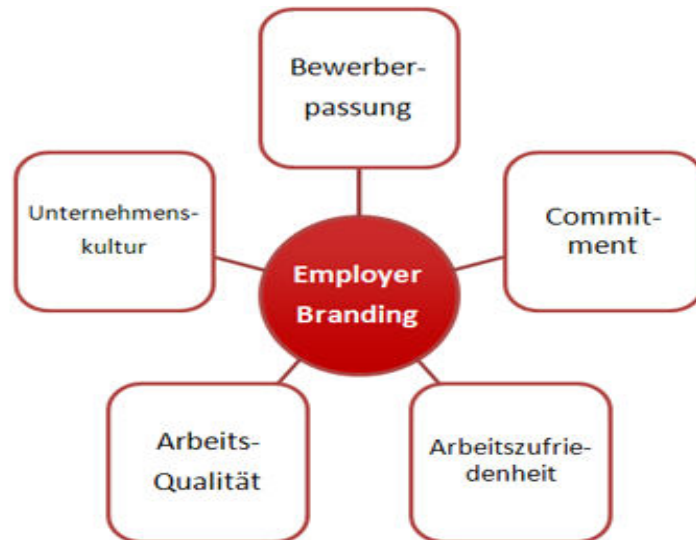 Bewerber-
passung
Unternehmens-
kultur
Commit-
ment
Employer
Branding
Arbeits-
Qualität
Arbeitszufrie-
denheit